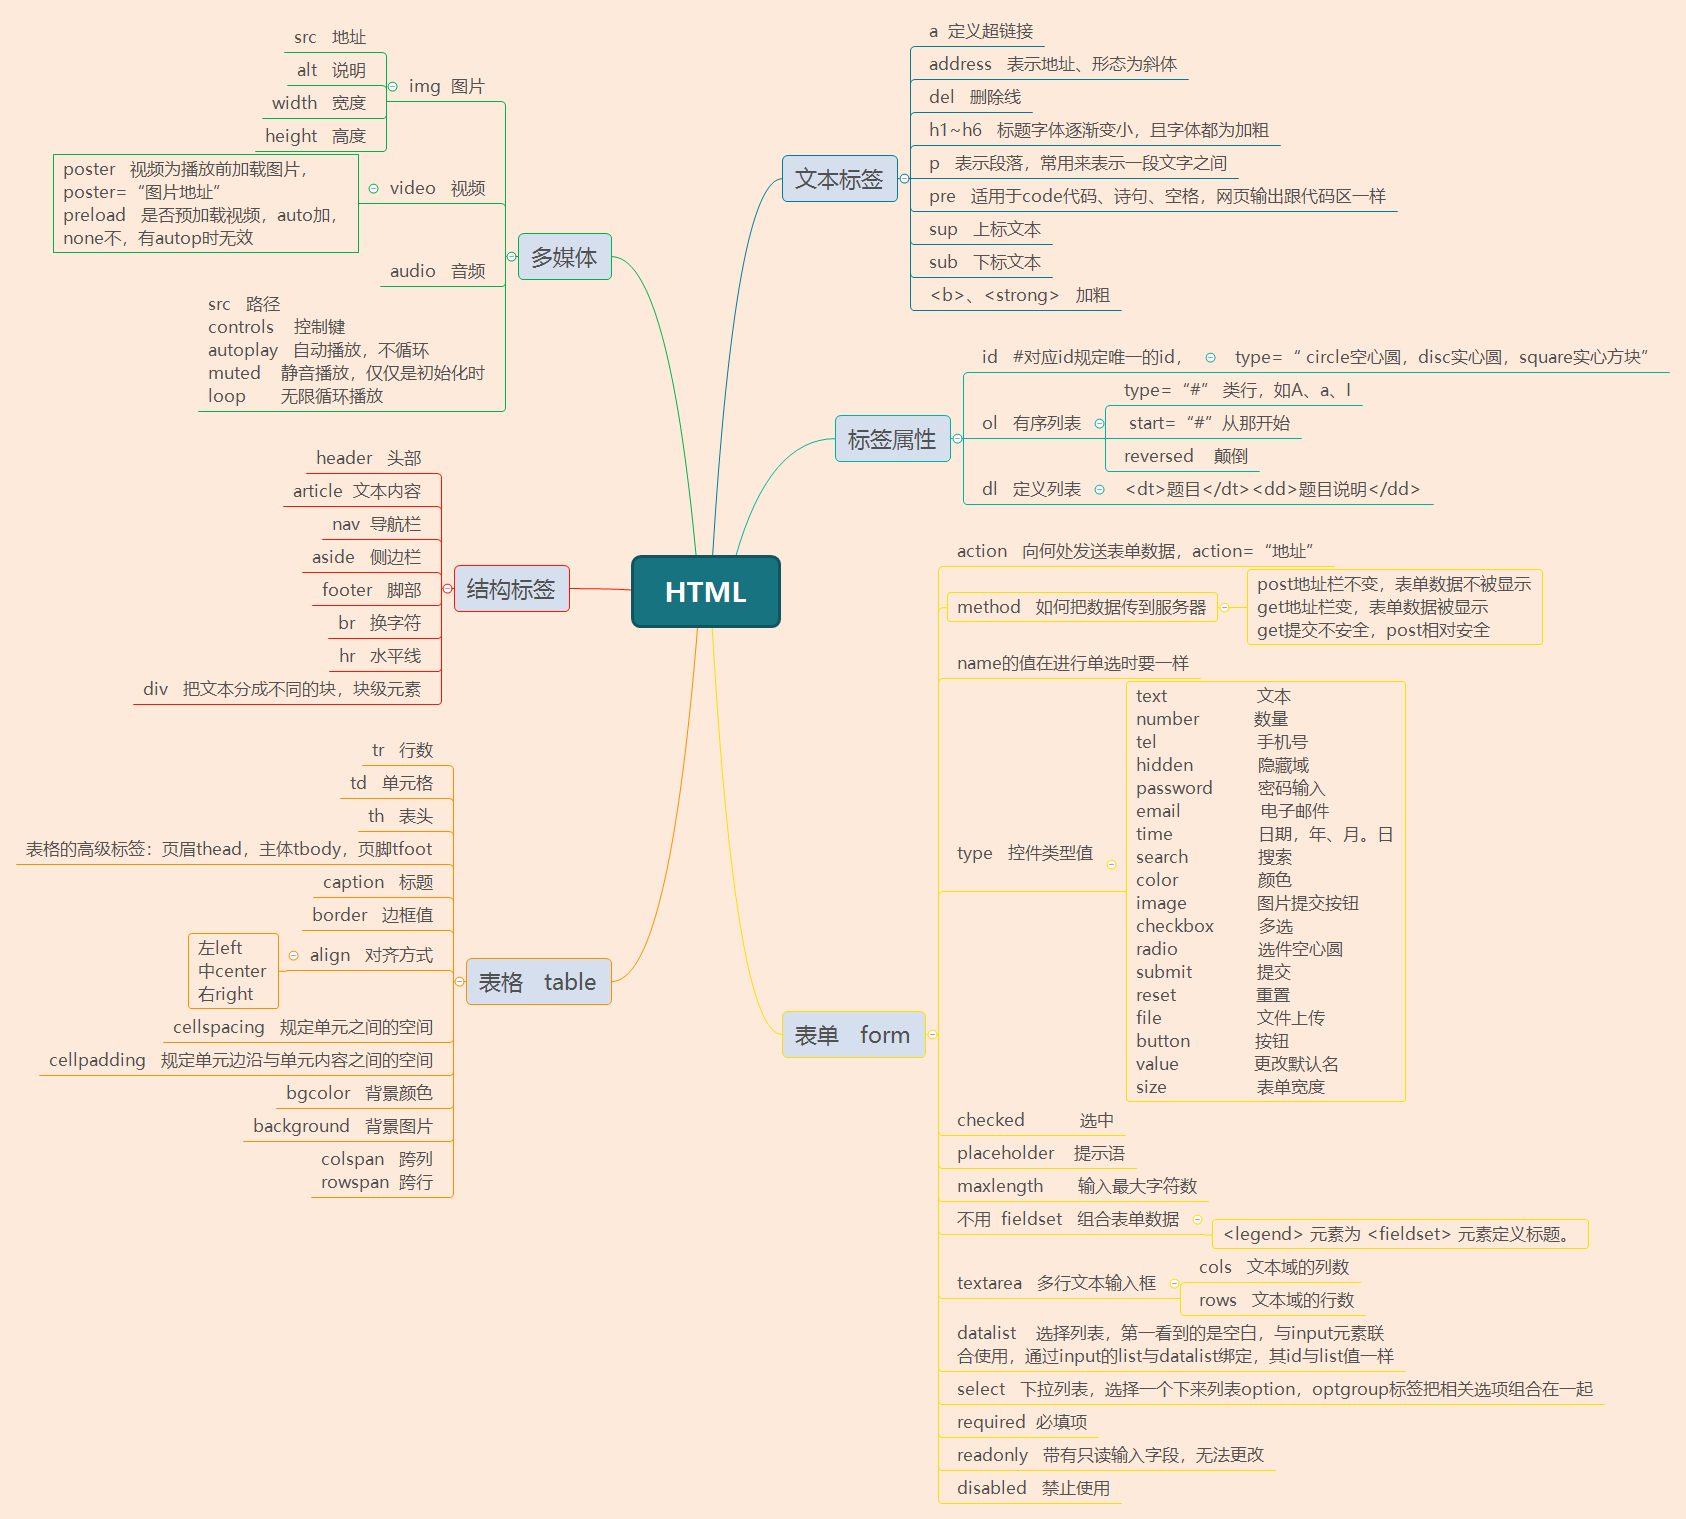 HTML
文本标签
a 定义超链接
address 表示地址、形态为斜体
del 删除线
h1~h6 标题字体逐渐变小，且字体都为加粗
p 表示段落，常用来表示一段文字之间
pre 适用于code代码、诗句、空格，网页输出跟代码区一样
sup 上标文本
sub 下标文本
<b>、<strong> 加粗
标签属性
id #对应id规定唯一的id，
type=“ circle空心圆，disc实心圆，square实心方块”
ol 有序列表
type=“#” 类行，如A、a、I
start=“#”从那开始
reversed 颠倒
dl 定义列表
<dt>题目</dt><dd>题目说明</dd>
表单 form
action 向何处发送表单数据，action=“地址”
method 如何把数据传到服务器
post地址栏不变，表单数据不被显示
get地址栏变，表单数据被显示
get提交不安全，post相对安全
name的值在进行单选时要一样
type 控件类型值
text 文本
number 数量
tel 手机号
hidden 隐藏域
password 密码输入
email 电子邮件
time 日期，年、月。日
search 搜索
color 颜色
image 图片提交按钮
checkbox 多选
radio 选件空心圆
submit 提交
reset 重置
file 文件上传
button 按钮
value 更改默认名
size 表单宽度
checked 选中
placeholder 提示语
maxlength 输入最大字符数
不用 fieldset 组合表单数据
<legend> 元素为 <fieldset> 元素定义标题。
textarea 多行文本输入框
cols 文本域的列数
rows 文本域的行数
datalist 选择列表，第一看到的是空白，与input元素联
合使用，通过input的list与datalist绑定，其id与list值一样
select 下拉列表，选择一个下来列表option，optgroup标签把相关选项组合在一起
required 必填项
readonly 带有只读输入字段，无法更改
disabled 禁止使用
多媒体
img 图片
src 地址
alt 说明
width 宽度
height 高度
video 视频
poster 视频为播放前加载图片，
poster=“图片地址”
preload 是否预加载视频，auto加，
none不，有autop时无效
audio 音频
src 路径
controls 控制键
autoplay 自动播放，不循环
muted 静音播放，仅仅是初始化时
loop 无限循环播放
结构标签
header 头部
article 文本内容
nav 导航栏
aside 侧边栏
footer 脚部
br 换字符
hr 水平线
div 把文本分成不同的块，块级元素
表格 table
tr 行数
td 单元格
th 表头
表格的高级标签：页眉thead，主体tbody，页脚tfoot
caption 标题
border 边框值
align 对齐方式
左left
中center
右right
cellspacing 规定单元之间的空间
cellpadding 规定单元边沿与单元内容之间的空间
bgcolor 背景颜色
background 背景图片
colspan 跨列
rowspan 跨行